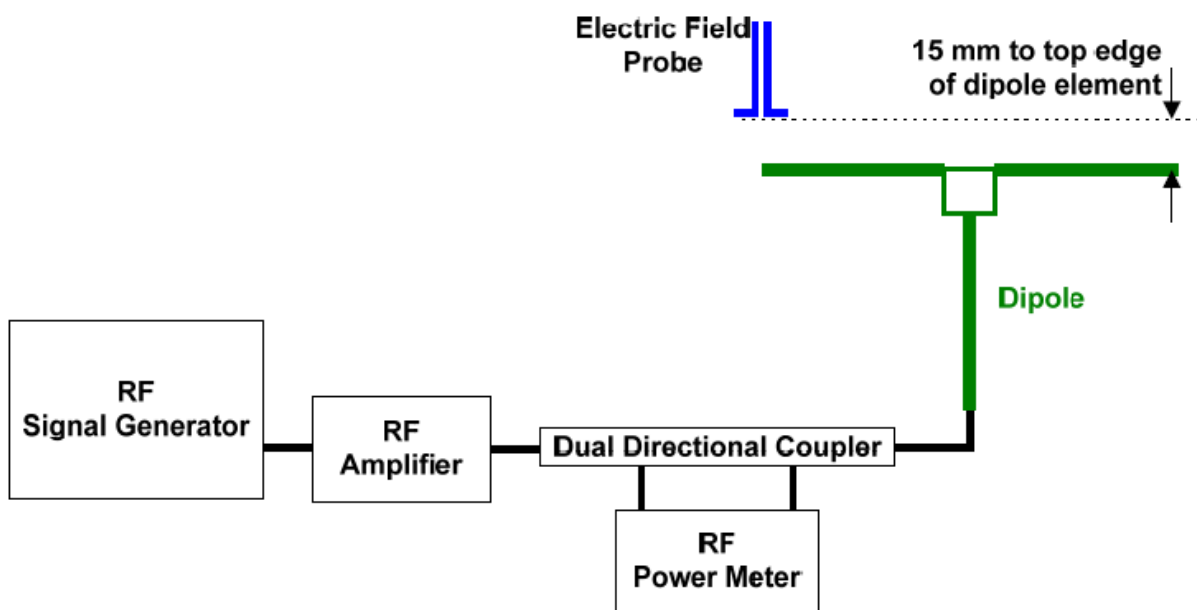 Electric Field
Probe
15 mm to top edge
of dipole element
Dipole
RF
Signal Generator
RF
Amplifier
Dual Directional Coupler
RF
Power Meter